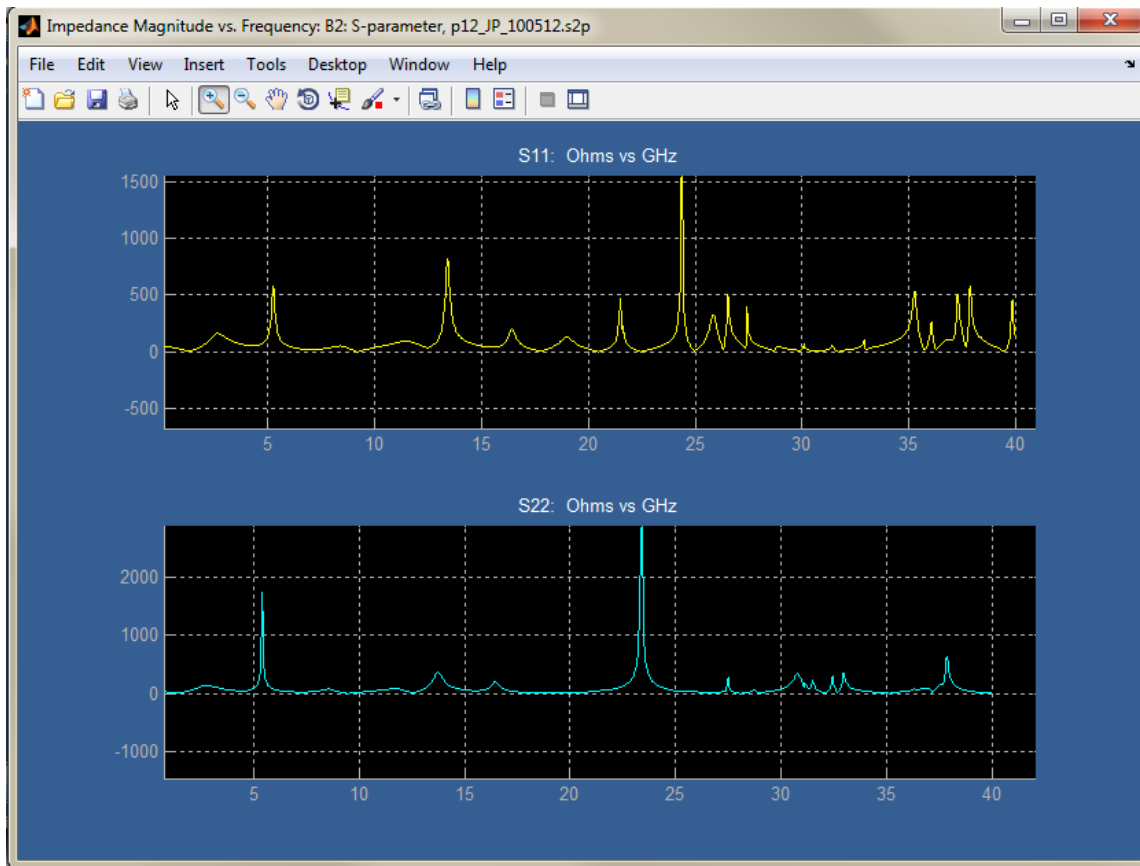 Impedance Magnitude vs. Frequency: B2: S-parameter, p12_JP_100512.s2p
File Edit View Insert Tools Desktop Window Help
S11: Ohms vs GHz
1500
1000
500
0
-500
5 10 15 20 25 30 35 40
S22: Ohms vs GHz
2000
1000
0
-1000
5 10 15 20 25 30 35 40